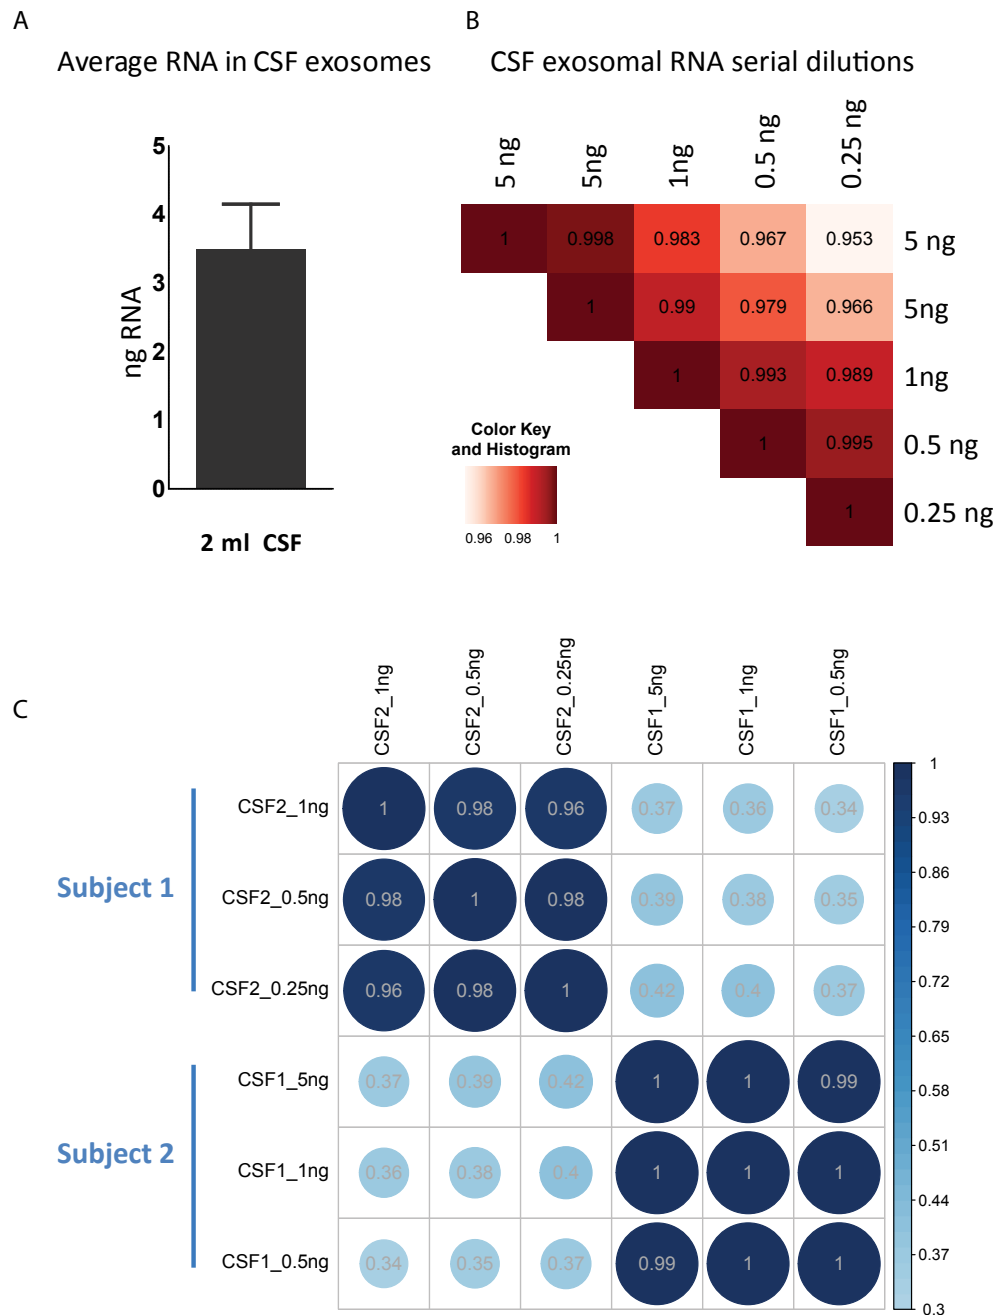 A
Average RNA in CSF exosomes
5
4
3
2
1
0
ng RNA
2 ml CSF
B
CSF exosomal RNA serial dilutions
5 ng
5ng
1ng
0.5 ng
0.25 ng
1 0.998 0.983 0.967 0.953 5 ng
1 0.99 0.979 0.966 5ng
1 0.993 0.989 1ng
1 0.995 0.5 ng
1 0.25 ng
Color Key
and Histogram
0.96 0.98 1
C
CSF2_1ng
CSF2_0.5ng
CSF2_0.25ng
CSF1_5ng
CSF1_1ng
CSF1_0.5ng
Subject 1
CSF2_1ng 1 0.98 0.96 0.37 0.36 0.34
CSF2_0.5ng 0.98 1 0.98 0.39 0.38 0.35
CSF2_0.25ng 0.96 0.98 1 0.42 0.4 0.37
Subject 2
CSF1_5ng 0.37 0.39 0.42 1 1 0.99
CSF1_1ng 0.36 0.38 0.4 1 1 1
CSF1_0.5ng 0.34 0.35 0.37 0.99 1 1
1
0.93
0.86
0.79
0.72
0.65
0.58
0.51
0.44
0.37
0.3